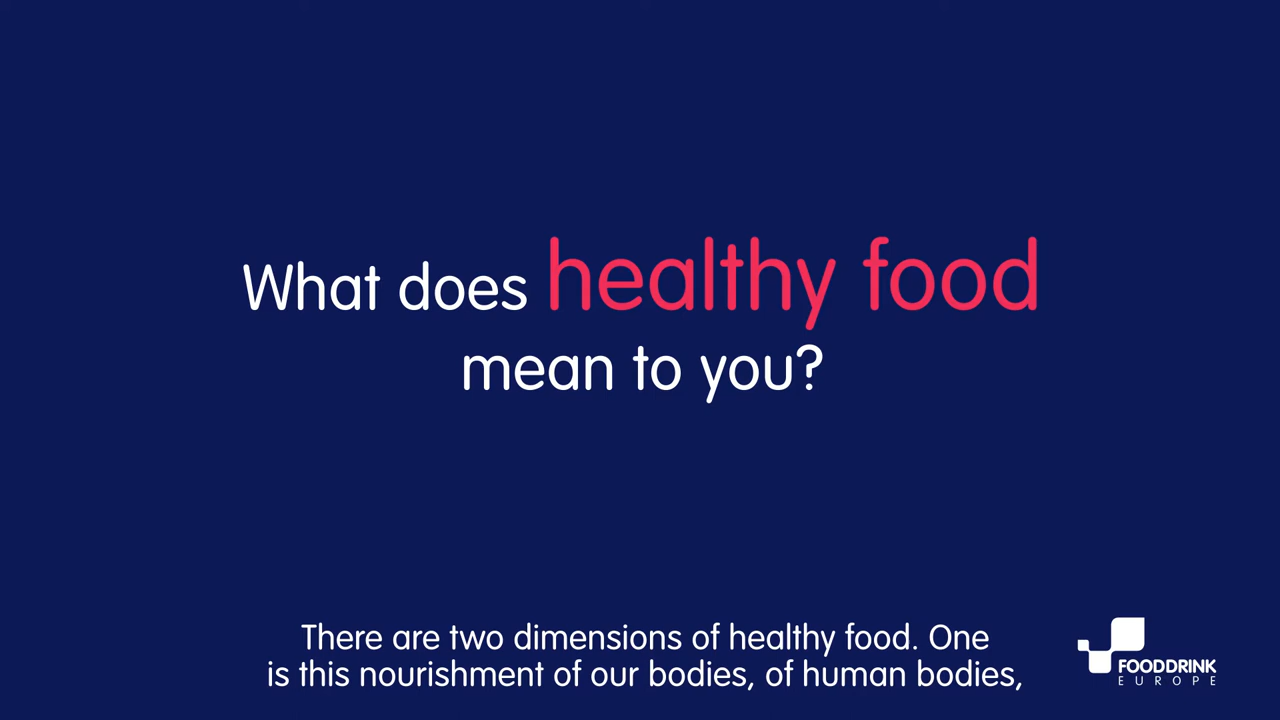 What does healthy food
mean to you?
There are two dimensions of healthy food. One
is this nourishment of our bodies, of human bodies,
FOODDRINK
EUROPE